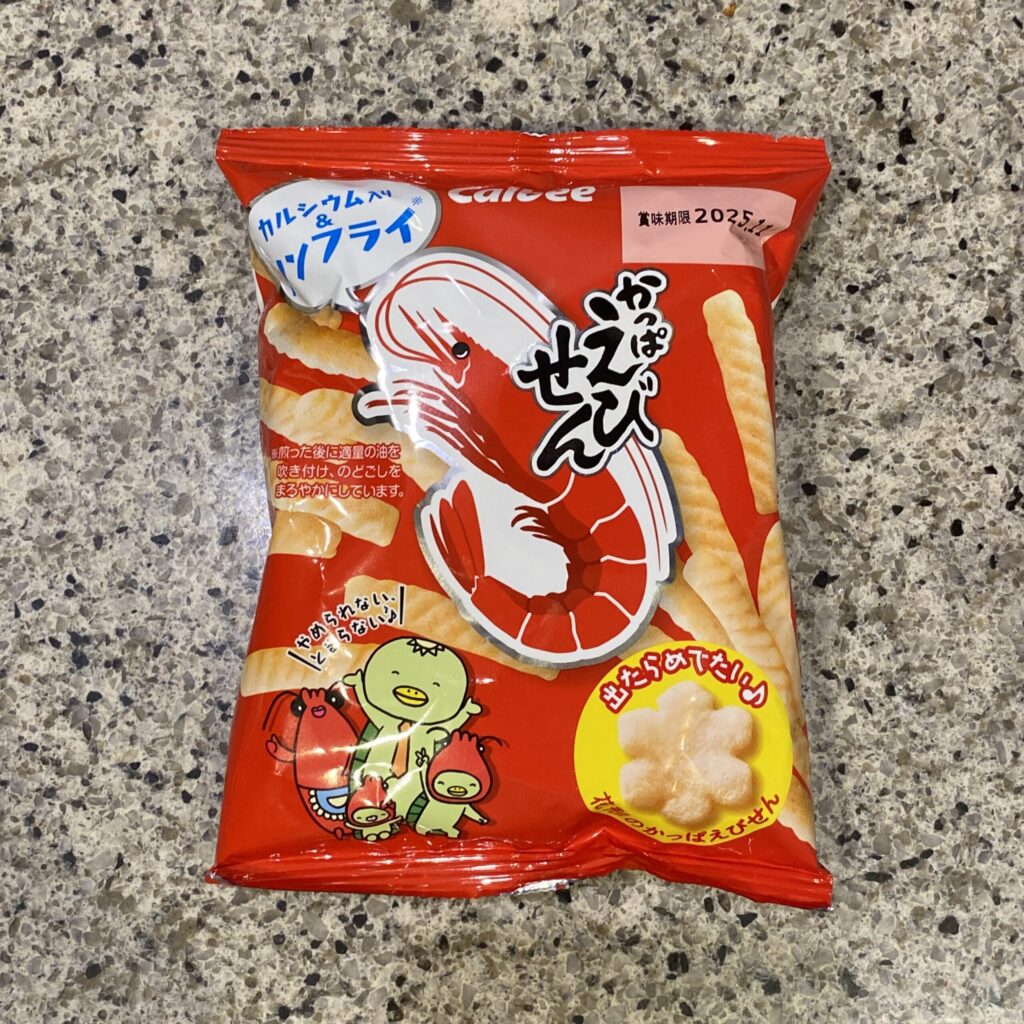 Calbee
カルシウム入り
&
ノンフライ※
賞味期限 2025.11
かっぱ
えび
せん
※煎った後に適量の油を
吹き付け、のどごしを
まろやかにしています。
やめられない、
とまらない♪
出たらめでたい♪
花形のかっぱえびせん